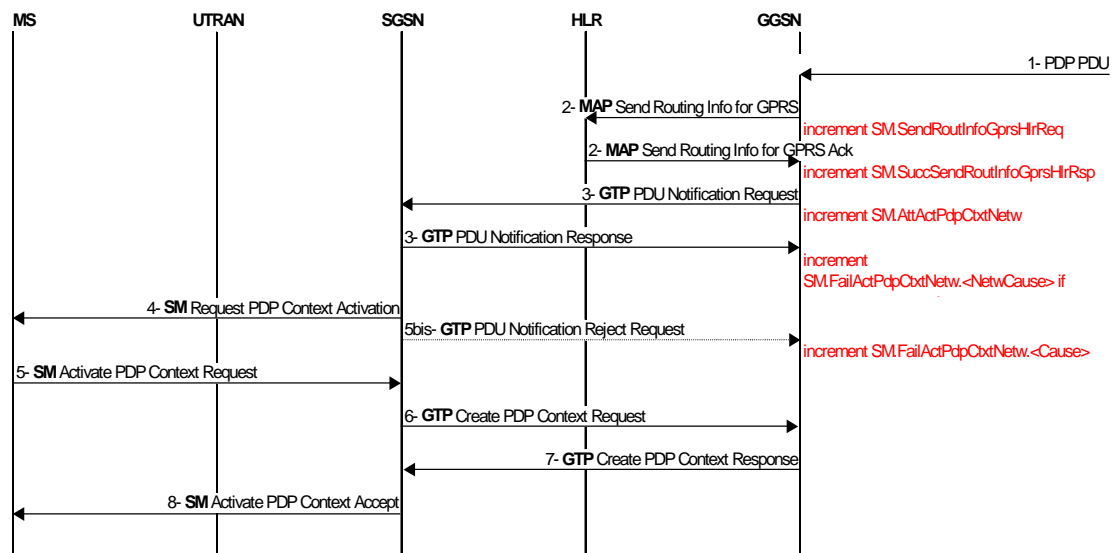 MS UTRAN SGSN HLR GGSN
1- PDP PDU
2- MAP Send Routing Info for GPRS
increment SM.SendRoutInfoGprsHlrReq
2- MAP Send Routing Info for GPRS Ack
increment SM.SuccSendRoutInfoGprsHlrRsp
3- GTP PDU Notification Request
increment SM.AttActPdpCtxtNetw
3- GTP PDU Notification Response
increment
SM.FailActPdpCtxtNetw.<NetwCause> if
4- SM Request PDP Context Activation
5bis- GTP PDU Notification Reject Request
increment SM.FailActPdpCtxtNetw.<Cause>
5- SM Activate PDP Context Request
6- GTP Create PDP Context Request
7- GTP Create PDP Context Response
8- SM Activate PDP Context Accept